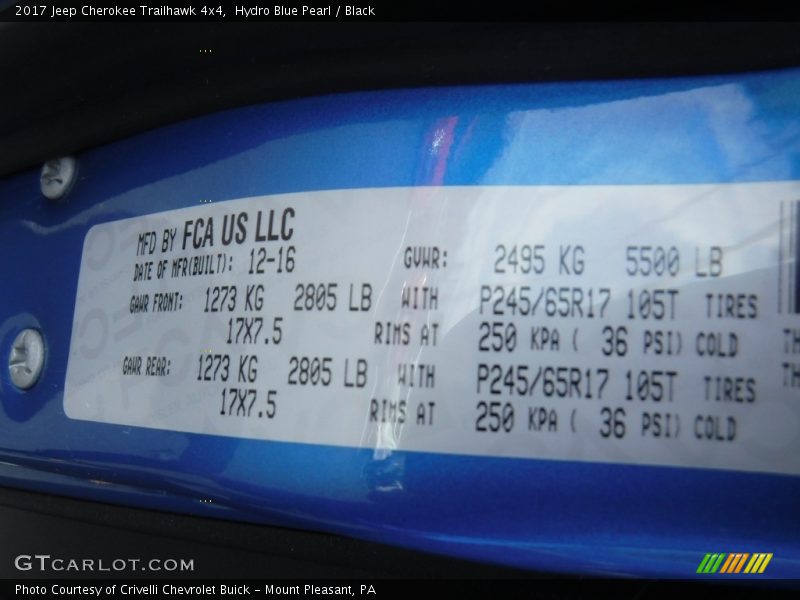 2017 Jeep Cherokee Trailhawk 4x4,  Hydro Blue Pearl / Black
MFD BY FCA US LLC
DATE OF MFR(BUILT): 12-16 GVWR: 2495 KG 5500 LB
GAWR FRONT: 1273 KG 2805 LB WITH P245/65R17 105T TIRES
17X7.5 RIMS AT 250 KPA ( 36 PSI) COLD
GAWR REAR: 1273 KG 2805 LB WITH P245/65R17 105T TIRES
17X7.5 RIMS AT 250 KPA ( 36 PSI) COLD
GTCARLOT.COM
Photo Courtesy of Crivelli Chevrolet Buick - Mount Pleasant, PA